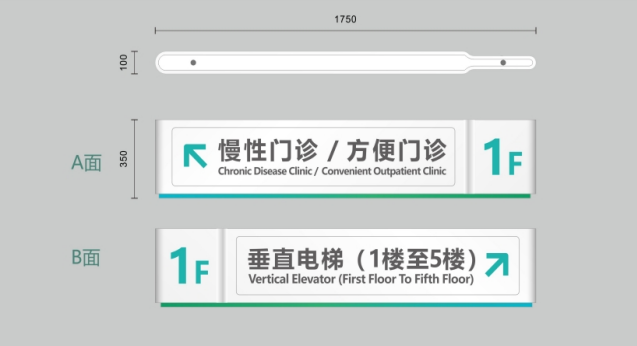 1750
100
A面
350
慢性门诊 / 方便门诊
Chronic Disease Clinic / Convenient Outpatient Clinic
1F
B面
1F
垂直电梯（1楼至5楼）
Vertical Elevator (First Floor To Fifth Floor)